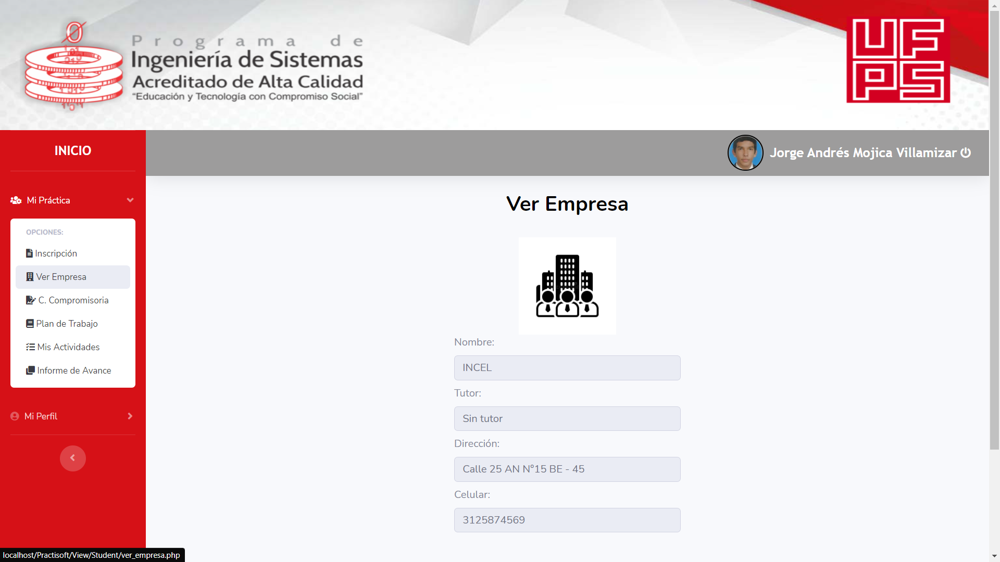 Programa de
Ingeniería de Sistemas
Acreditado de Alta Calidad
“Educación y Tecnología con Compromiso Social”
UFPS
INICIO
Jorge Andrés Mojica Villamizar
Mi Práctica
OPCIONES:
Inscripción
Ver Empresa
C. Compromisoria
Plan de Trabajo
Mis Actividades
Informe de Avance
Mi Perfil
Ver Empresa
Nombre:
INCEL
Tutor:
Sin tutor
Dirección:
Calle 25 AN N°15 BE - 45
Celular:
3125874569
localhost/Practisoft/View/Student/ver_empresa.php